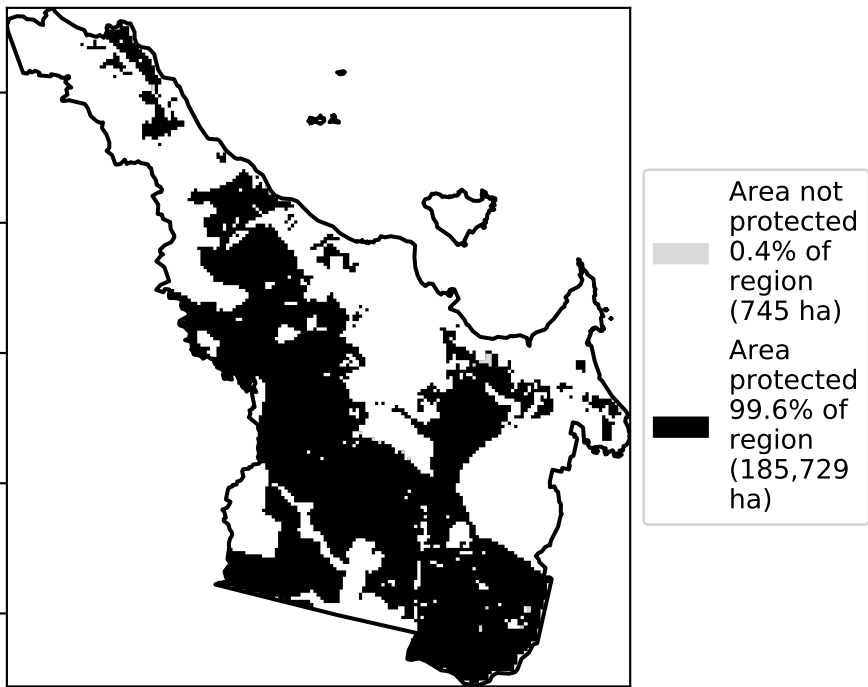 Area not
protected
0.4% of
region
(745 ha)
Area
protected
99.6% of
region
(185,729
ha)